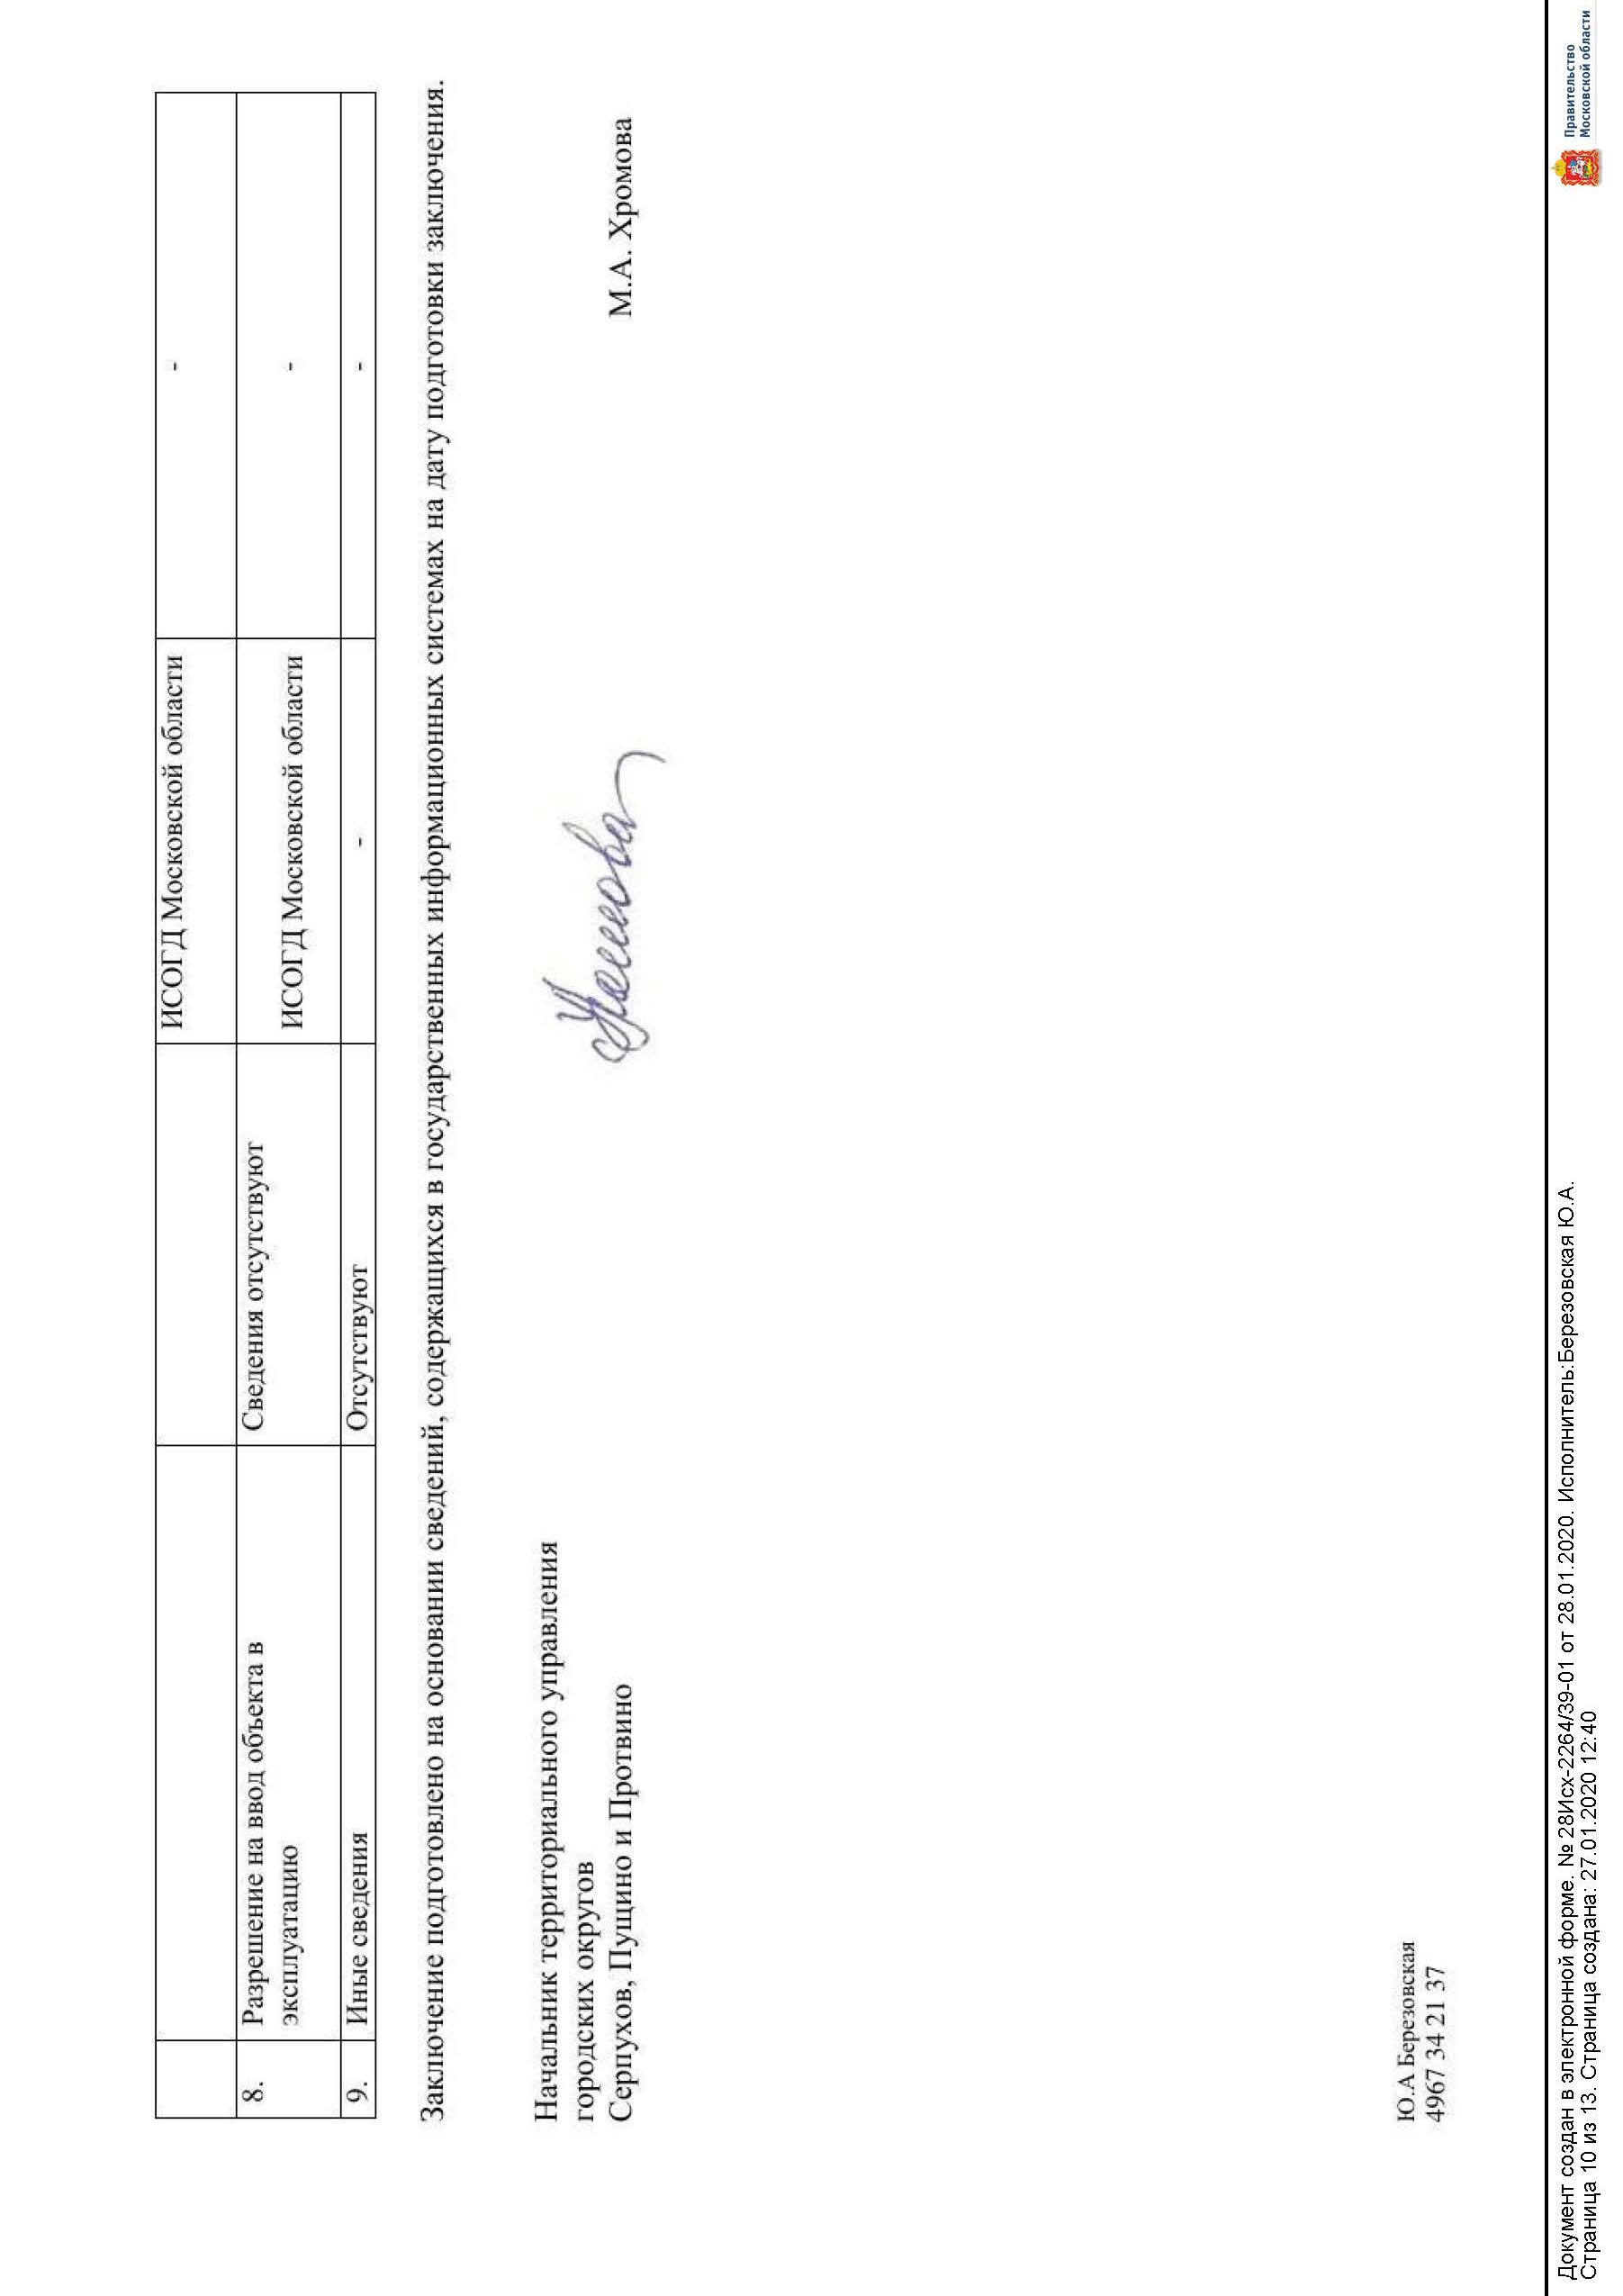 ИСОГД Московской области -
8. Разрешение на ввод объекта в Сведения отсутствуют
эксплуатацию ИСОГД Московской области -
9. Иные сведения Отсутствуют - -
Заключение подготовлено на основании сведений, содержащихся в государственных информационных системах на дату подготовки заключения.
Начальник территориального управления
городских округов
Серпухов, Пущино и Протвино М.А. Хромова
Ю.А Березовская
4967 34 21 37
Документ создан в электронной форме. № 28Исх-2264/39-01 от 28.01.2020. Исполнитель:Березовская Ю.А.
Страница 10 из 13. Страница создана: 27.01.2020 12:40
Правительство
Московской области